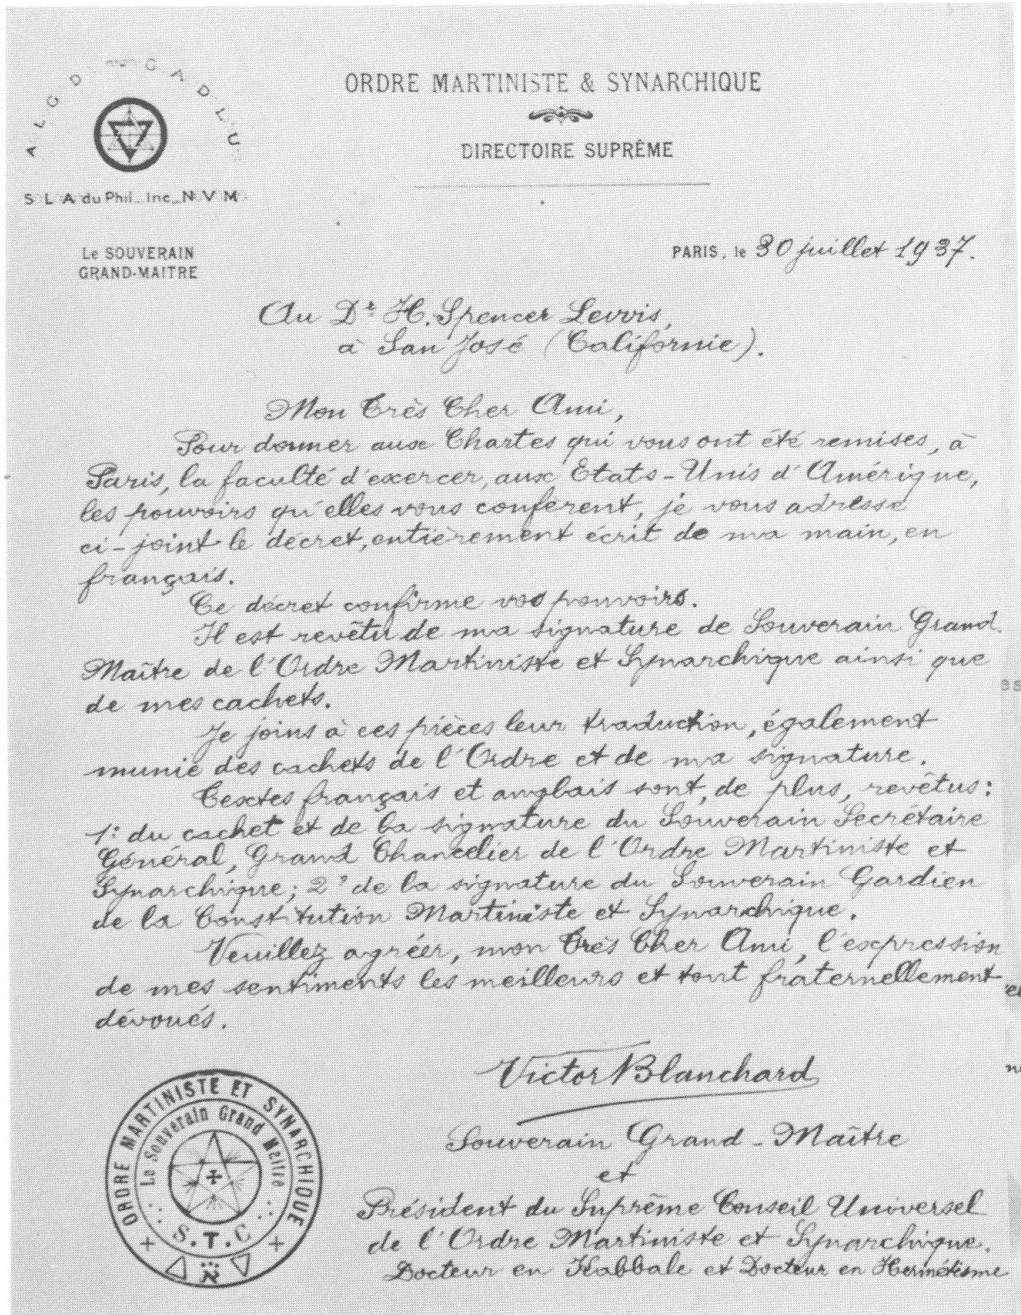 A L G D G A D L U
ORDRE MARTINISTE & SYNARCHIQUE
DIRECTOIRE SUPRÊME
S L A du Phil_ Inc_ N V M
Le SOUVERAIN
GRAND-MAITRE
PARIS, le 30 juillet 1937.
Au Dr H. Spencer Lewis,
à San José (Californie).
Mon Très Cher Ami,
Pour donner aux Chartes qui vous ont été remises, à
Paris, la faculté d'exercer, aux Etats-Unis d'Amérique,
les pouvoirs qu'elles vous confèrent, je vous adresse
ci-joint le décret, entièrement écrit de ma main, en
français.
Ce décret confirme vos pouvoirs.
Il est revêtu de ma signature de Souverain Grand
Maître de l'Ordre Martiniste et Synarchique ainsi que
de mes cachets.
Je joins à ces pièces leur traduction, également
munie des cachets de l'Ordre et de ma signature.
Textes français et anglais sont, de plus, revêtus:
1° du cachet et de la signature du Souverain Secrétaire
Général, Grand Chancelier de l'Ordre Martiniste et
Synarchique; 2° de la signature du Souverain Gardien
de la Constitution Martiniste et Synarchique.
Veuillez agréer, mon Très Cher Ami, l'expression
de mes sentiments les meilleurs et tout fraternellement
dévoués.
Victor Blanchard
Souverain Grand-Maître
et
Président du Suprême Conseil Universel
de l'Ordre Martiniste et Synarchique.
Docteur en Kabbale et Docteur en Hermétisme
ORDRE MARTINISTE ET SYNARCHIQUE
Le Souverain Grand Maitre
S.T.C